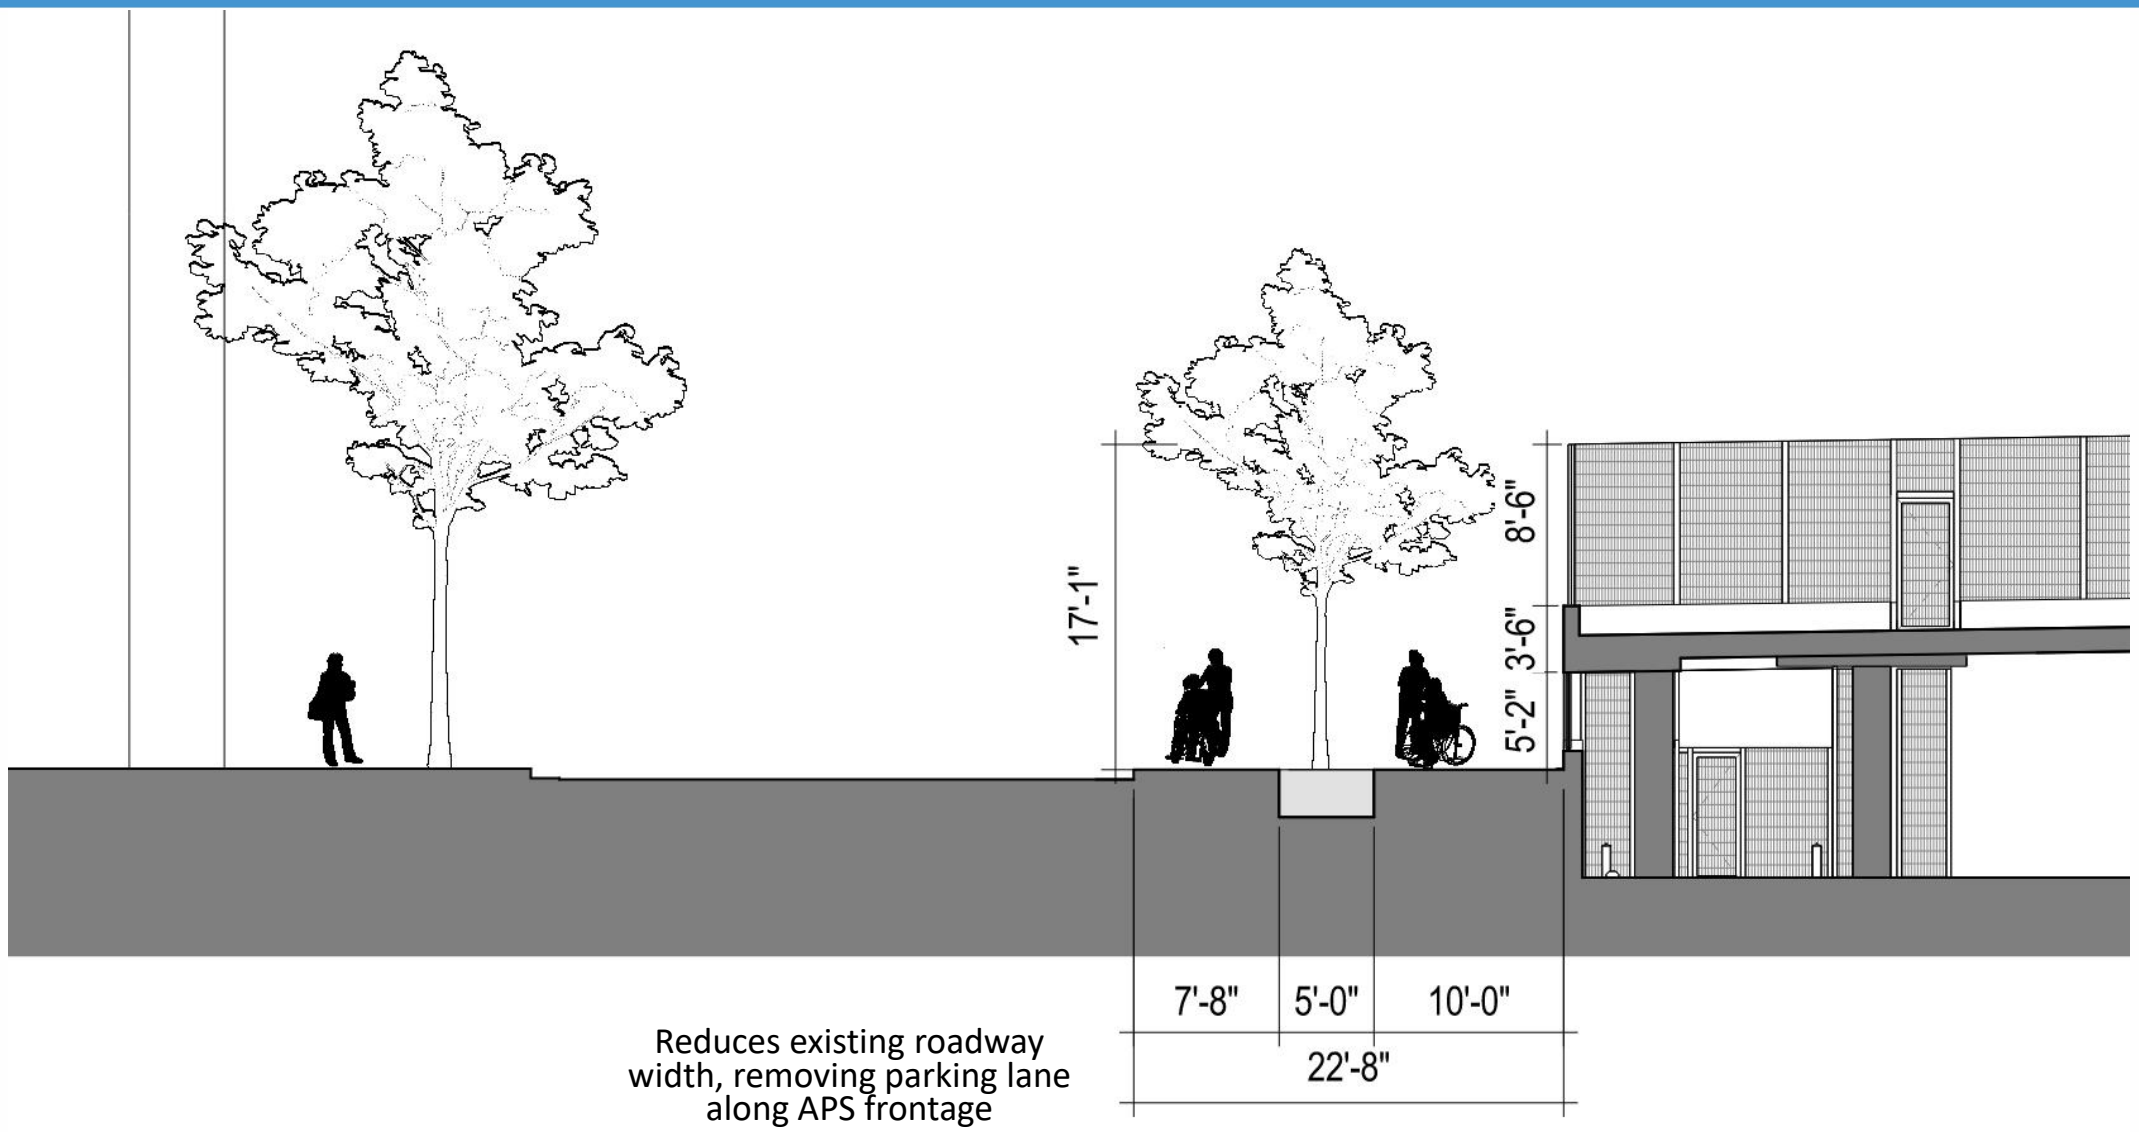 8'-6"
17'-1"
3'-6"
5'-2"
7'-8" 5'-0" 10'-0"
22'-8"
Reduces existing roadway
width, removing parking lane
along APS frontage